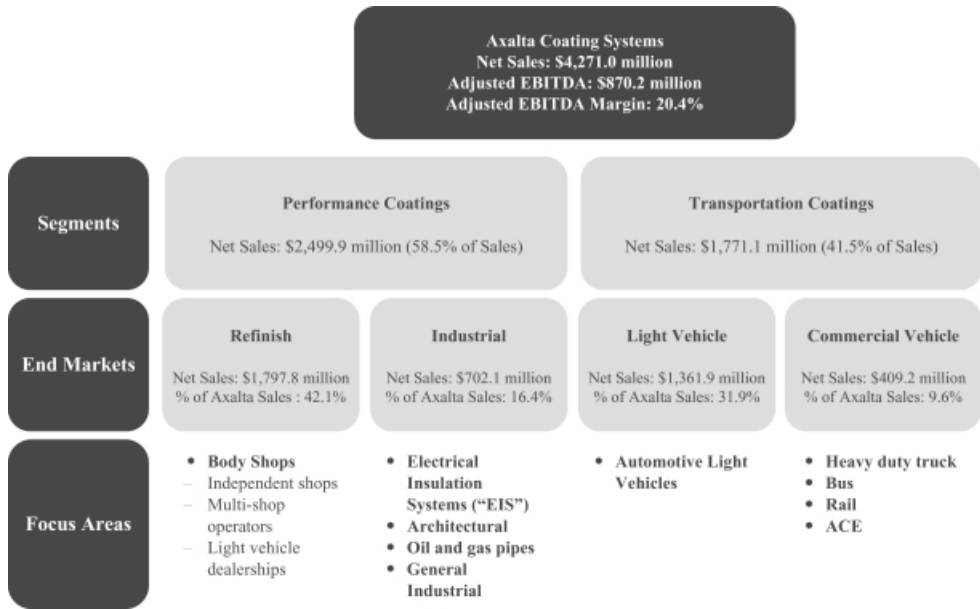 Axalta Coating Systems
Net Sales: $4,271.0 million
Adjusted EBITDA: $870.2 million
Adjusted EBITDA Margin: 20.4%
Segments
Performance Coatings
Net Sales: $2,499.9 million (58.5% of Sales)
Transportation Coatings
Net Sales: $1,771.1 million (41.5% of Sales)
End Markets
Refinish
Net Sales: $1,797.8 million
% of Axalta Sales : 42.1%
Industrial
Net Sales: $702.1 million
% of Axalta Sales: 16.4%
Light Vehicle
Net Sales: $1,361.9 million
% of Axalta Sales: 31.9%
Commercial Vehicle
Net Sales: $409.2 million
% of Axalta Sales: 9.6%
Focus Areas
• Body Shops
– Independent shops
– Multi-shop
operators
– Light vehicle
dealerships
• Electrical
Insulation
Systems (“EIS”)
• Architectural
• Oil and gas pipes
• General
Industrial
• Automotive Light
Vehicles
• Heavy duty truck
• Bus
• Rail
• ACE